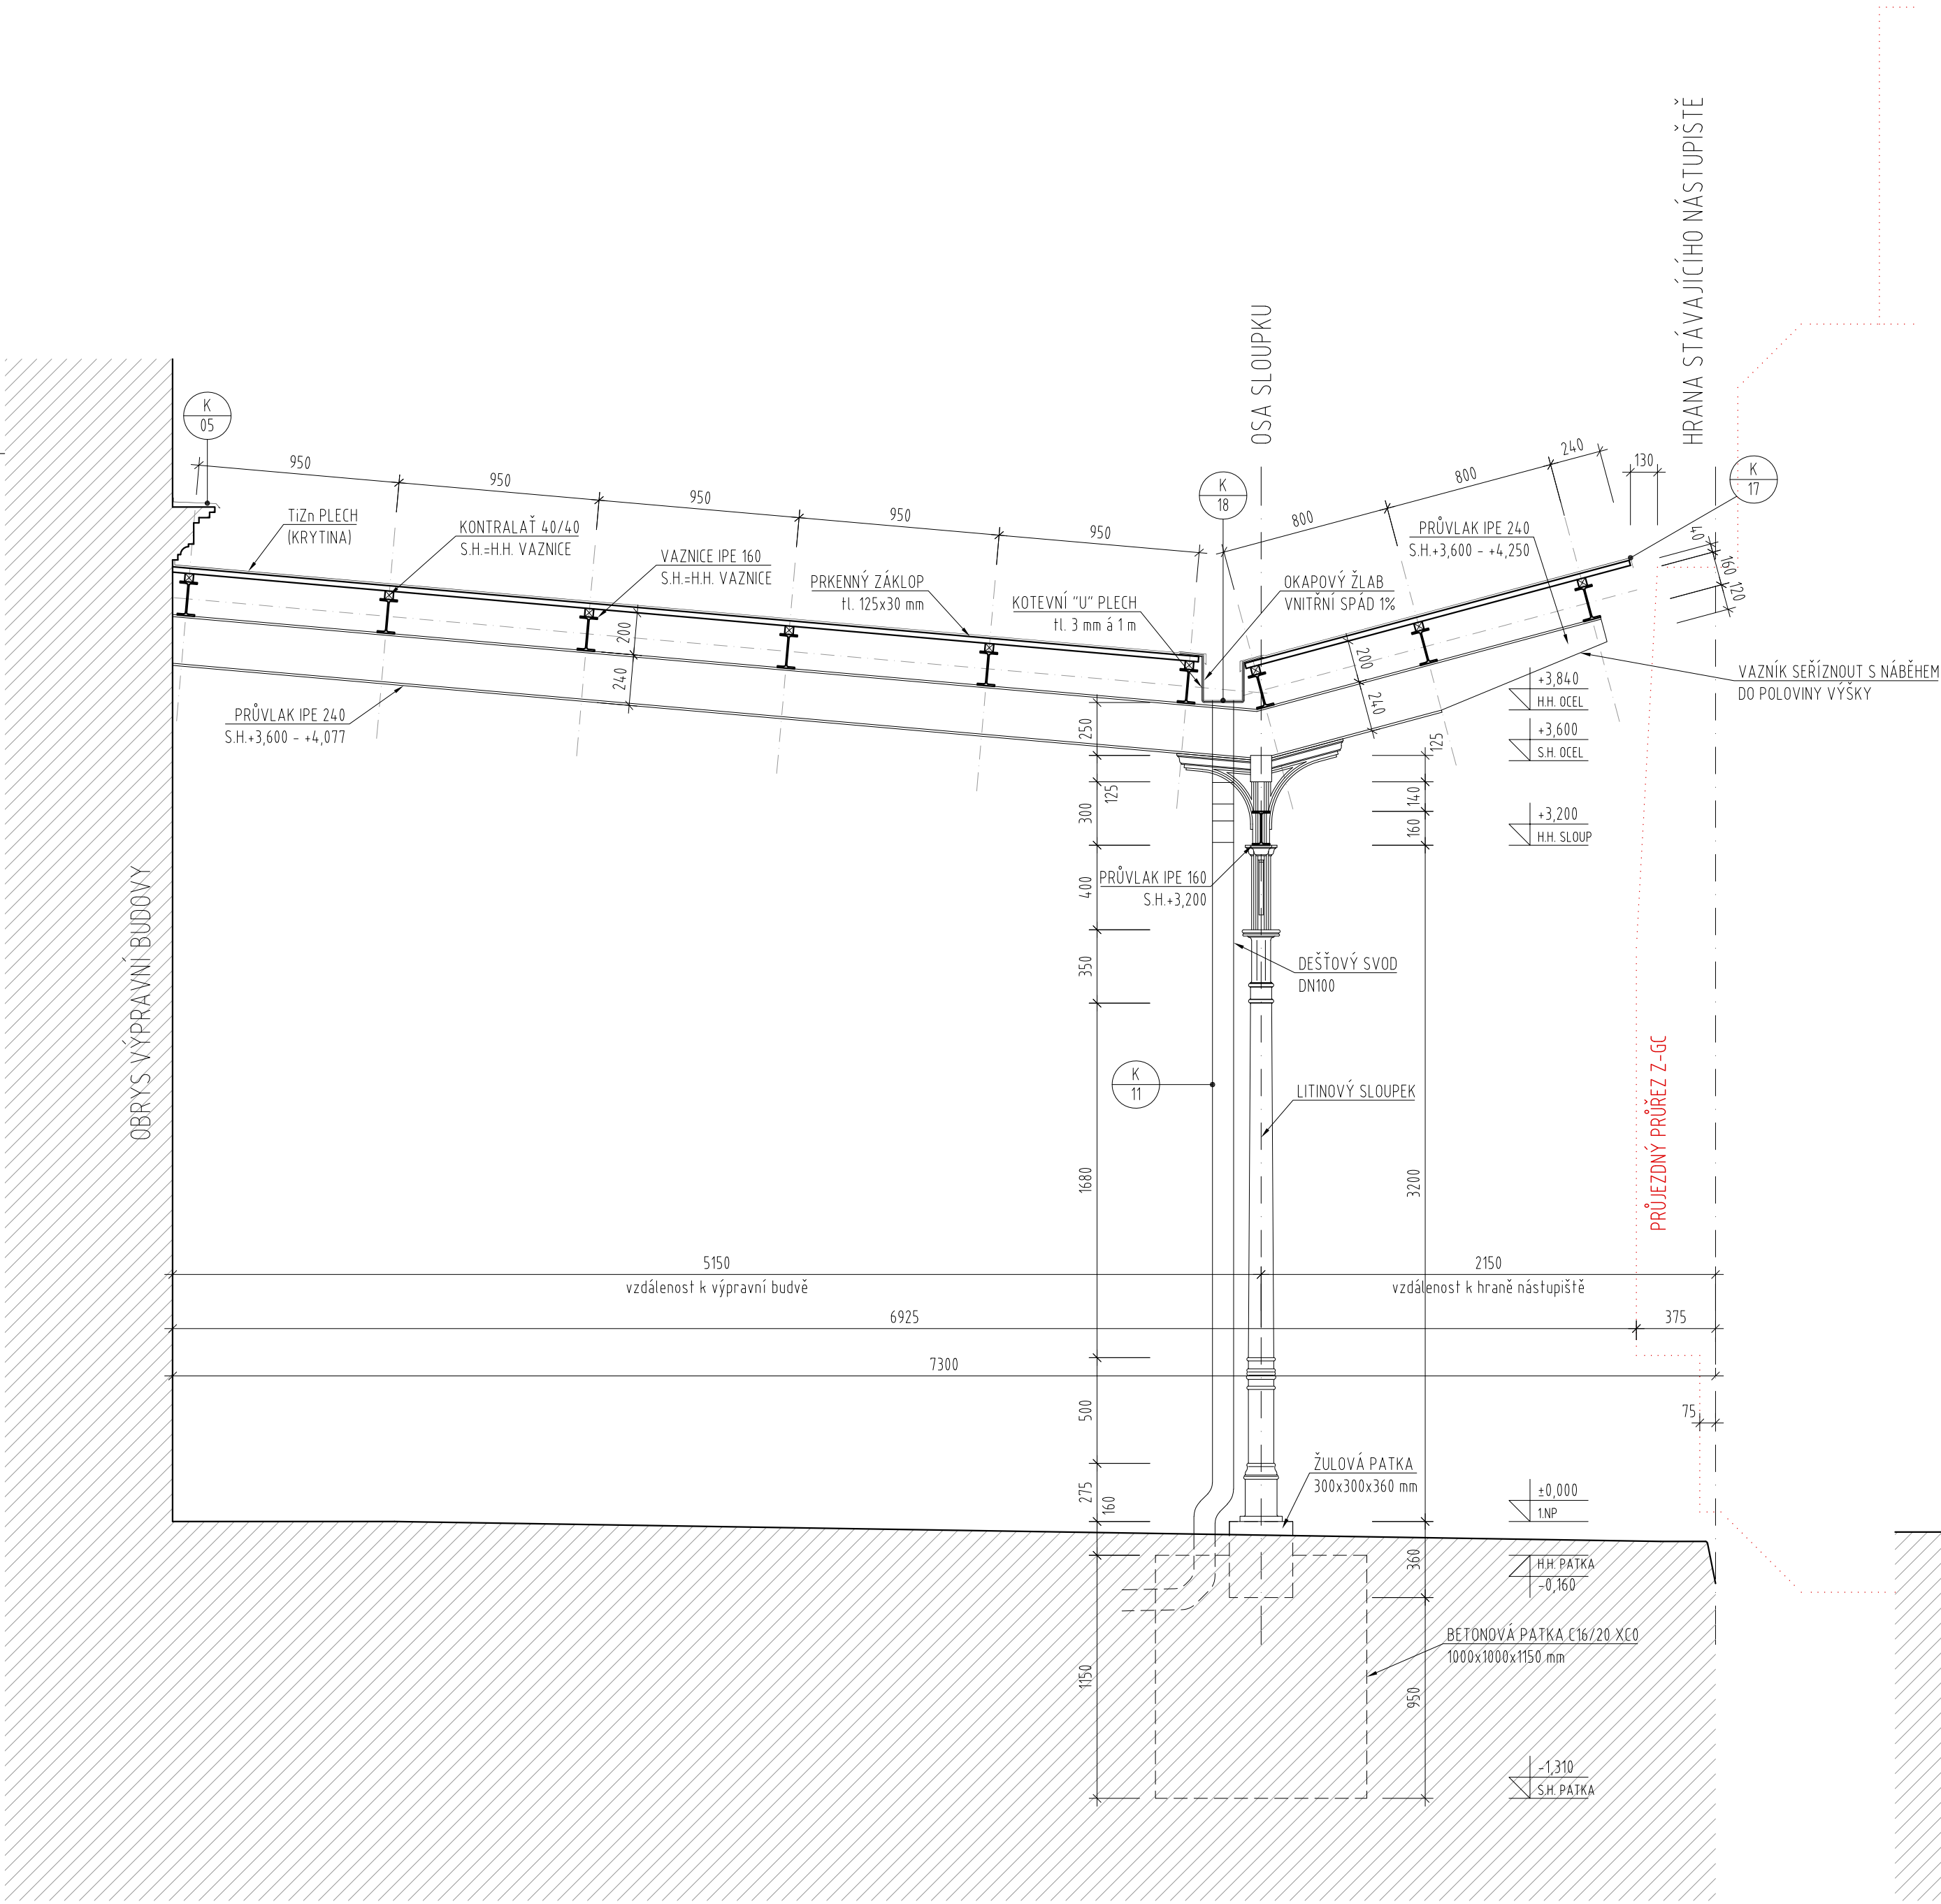 HRANA STÁVAJÍCÍHO NÁSTUPIŠTĚ
OSA SLOUPKU
K
05
950
950
950
950
950
K
18
800
800
240
130
K
17
TiZn PLECH
(KRYTINA)
KONTRALAŤ 40/40
S.H.=H.H. VAZNICE
VAZNICE IPE 160
S.H.=H.H. VAZNICE
PRKENNÝ ZÁKLOP
tl. 125x30 mm
KOTEVNÍ "U" PLECH
tl. 3 mm á 1 m
OKAPOVÝ ŽLAB
VNITŘNÍ SPÁD 1%
PRŮVLAK IPE 240
S.H.+3,600 - +4,250
40
160
120
200
240
200
240
PRŮVLAK IPE 240
S.H.+3,600 - +4,077
VAZNÍK SEŘÍZNOUT S NÁBĚHEM
DO POLOVINY VÝŠKY
+3,840
H.H. OCEL
+3,600
S.H. OCEL
+3,200
H.H. SLOUP
250
125
300
400
350
1680
500
275
160
1150
125
140
160
3200
360
950
PRŮVLAK IPE 160
S.H.+3,200
DEŠŤOVÝ SVOD
DN100
K
11
LITINOVÝ SLOUPEK
OBRYS VÝPRAVNÍ BUDOVY
PRŮJEZDNÝ PRŮŘEZ Z-GC
5150
vzdálenost k výpravní budvě
2150
vzdálenost k hraně nástupiště
6925
375
7300
75
ŽULOVÁ PATKA
300x300x360 mm
±0,000
1.NP
H.H. PATKA
-0,160
BETONOVÁ PATKA C16/20 XC0
1000x1000x1150 mm
-1,310
S.H. PATKA